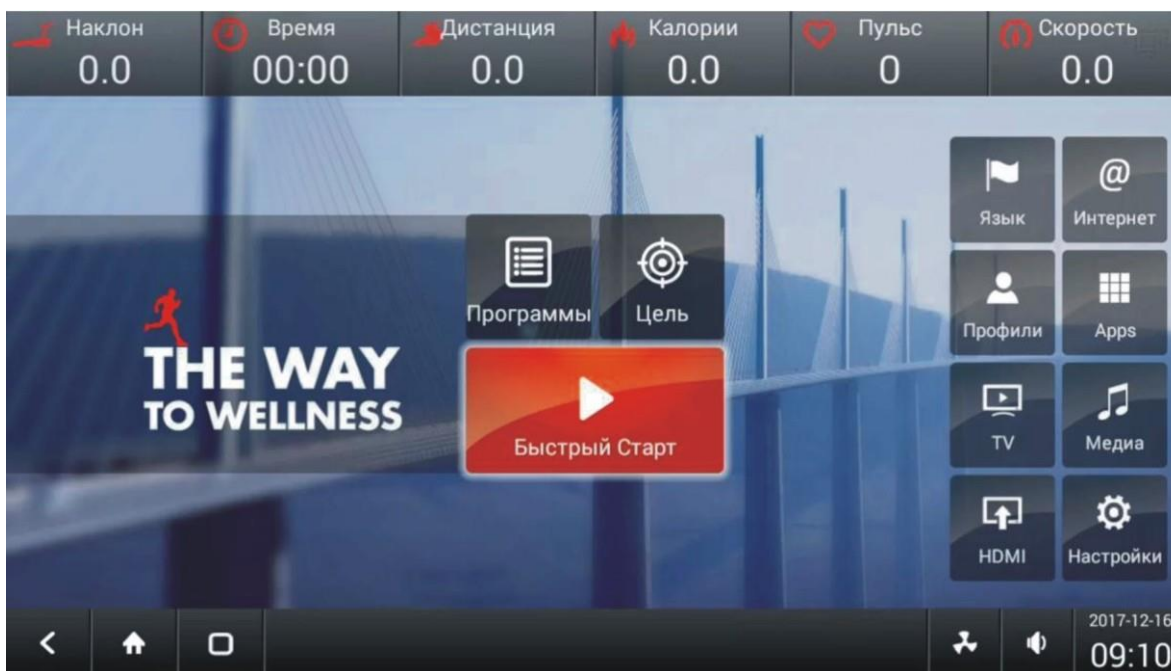 Наклон Время Дистанция Калории Пульс Скорость
0.0 00:00 0.0 0.0 0 0.0
Язык @ Интернет
Программы Цель
Профили Apps
THE WAY
TO WELLNESS
Быстрый Старт
TV Медиа
HDMI Настройки
2017-12-16
09:10